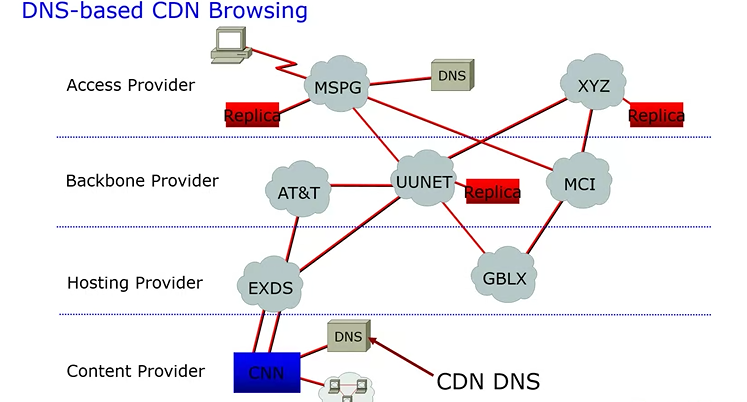 DNS-based CDN Browsing
Access Provider
MSPG
DNS
XYZ
Replica
Replica
Backbone Provider
AT&T
UUNET
Replica
MCI
Hosting Provider
EXDS
GBLX
Content Provider
CNN
DNS
CDN DNS